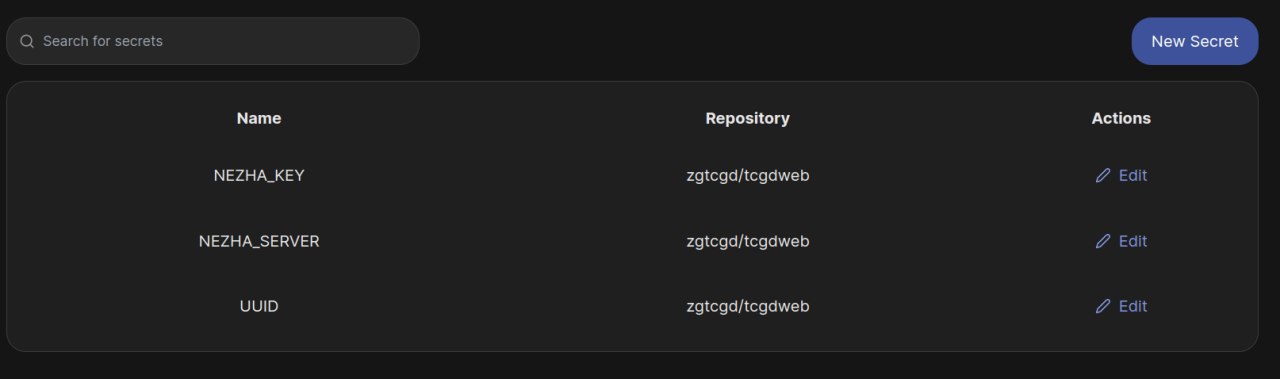 Search for secrets
New Secret
Name Repository Actions
NEZHA_KEY zgtcgd/tcgdweb Edit
NEZHA_SERVER zgtcgd/tcgdweb Edit
UUID zgtcgd/tcgdweb Edit